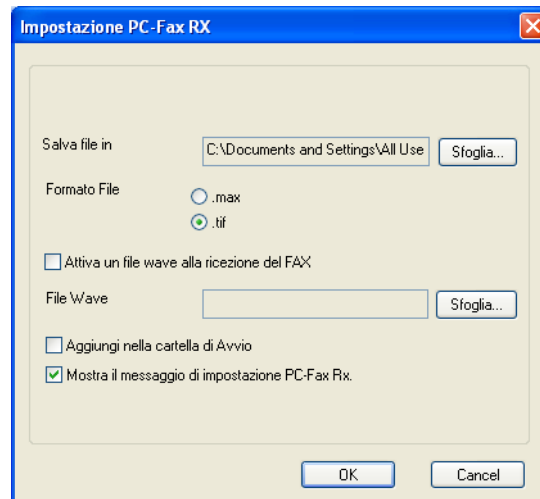 Impostazione PC-Fax RX
Salva file in C:\Documents and Settings\All Use Sfoglia...
Formato File .max
.tif
Attiva un file wave alla ricezione del FAX
File Wave Sfoglia...
Aggiungi nella cartella di Avvio
Mostra il messaggio di impostazione PC-Fax Rx.
OK Cancel